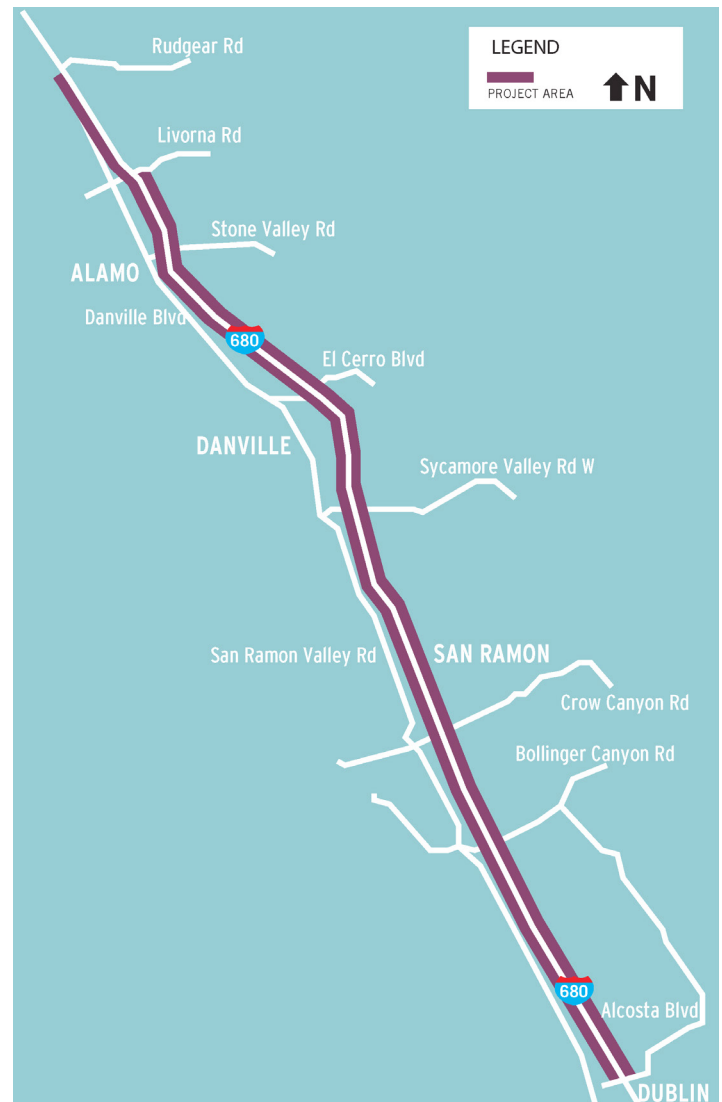 Rudgear Rd
LEGEND
PROJECT AREA
N
Livorna Rd
Stone Valley Rd
ALAMO
Danville Blvd
680
El Cerro Blvd
DANVILLE
Sycamore Valley Rd W
San Ramon Valley Rd
SAN RAMON
Crow Canyon Rd
Bollinger Canyon Rd
680
Alcosta Blvd
DUBLIN